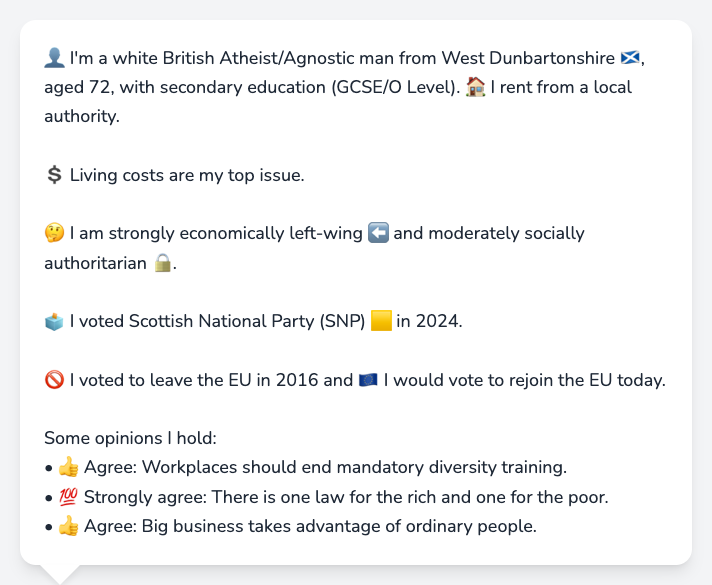 👤 I'm a white British Atheist/Agnostic man from West Dunbartonshire 🏴󠁧󠁢󠁳󠁣󠁴󠁿,
aged 72, with secondary education (GCSE/O Level). 🏠 I rent from a local
authority.
💲 Living costs are my top issue.
🤔 I am strongly economically left-wing ⬅️ and moderately socially
authoritarian 🔒.
🗳️ I voted Scottish National Party (SNP) 🟨 in 2024.
🚫 I voted to leave the EU in 2016 and 🇪🇺 I would vote to rejoin the EU today.
Some opinions I hold:
• 👍 Agree: Workplaces should end mandatory diversity training.
• 💯 Strongly agree: There is one law for the rich and one for the poor.
• 👍 Agree: Big business takes advantage of ordinary people.